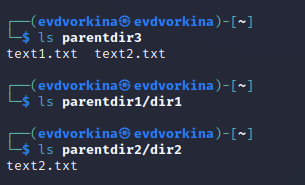 ┌──(evdvorkina㉿evdvorkina)-[~]
└─$ ls parentdir3
text1.txt  text2.txt
┌──(evdvorkina㉿evdvorkina)-[~]
└─$ ls parentdir1/dir1
┌──(evdvorkina㉿evdvorkina)-[~]
└─$ ls parentdir2/dir2
text2.txt